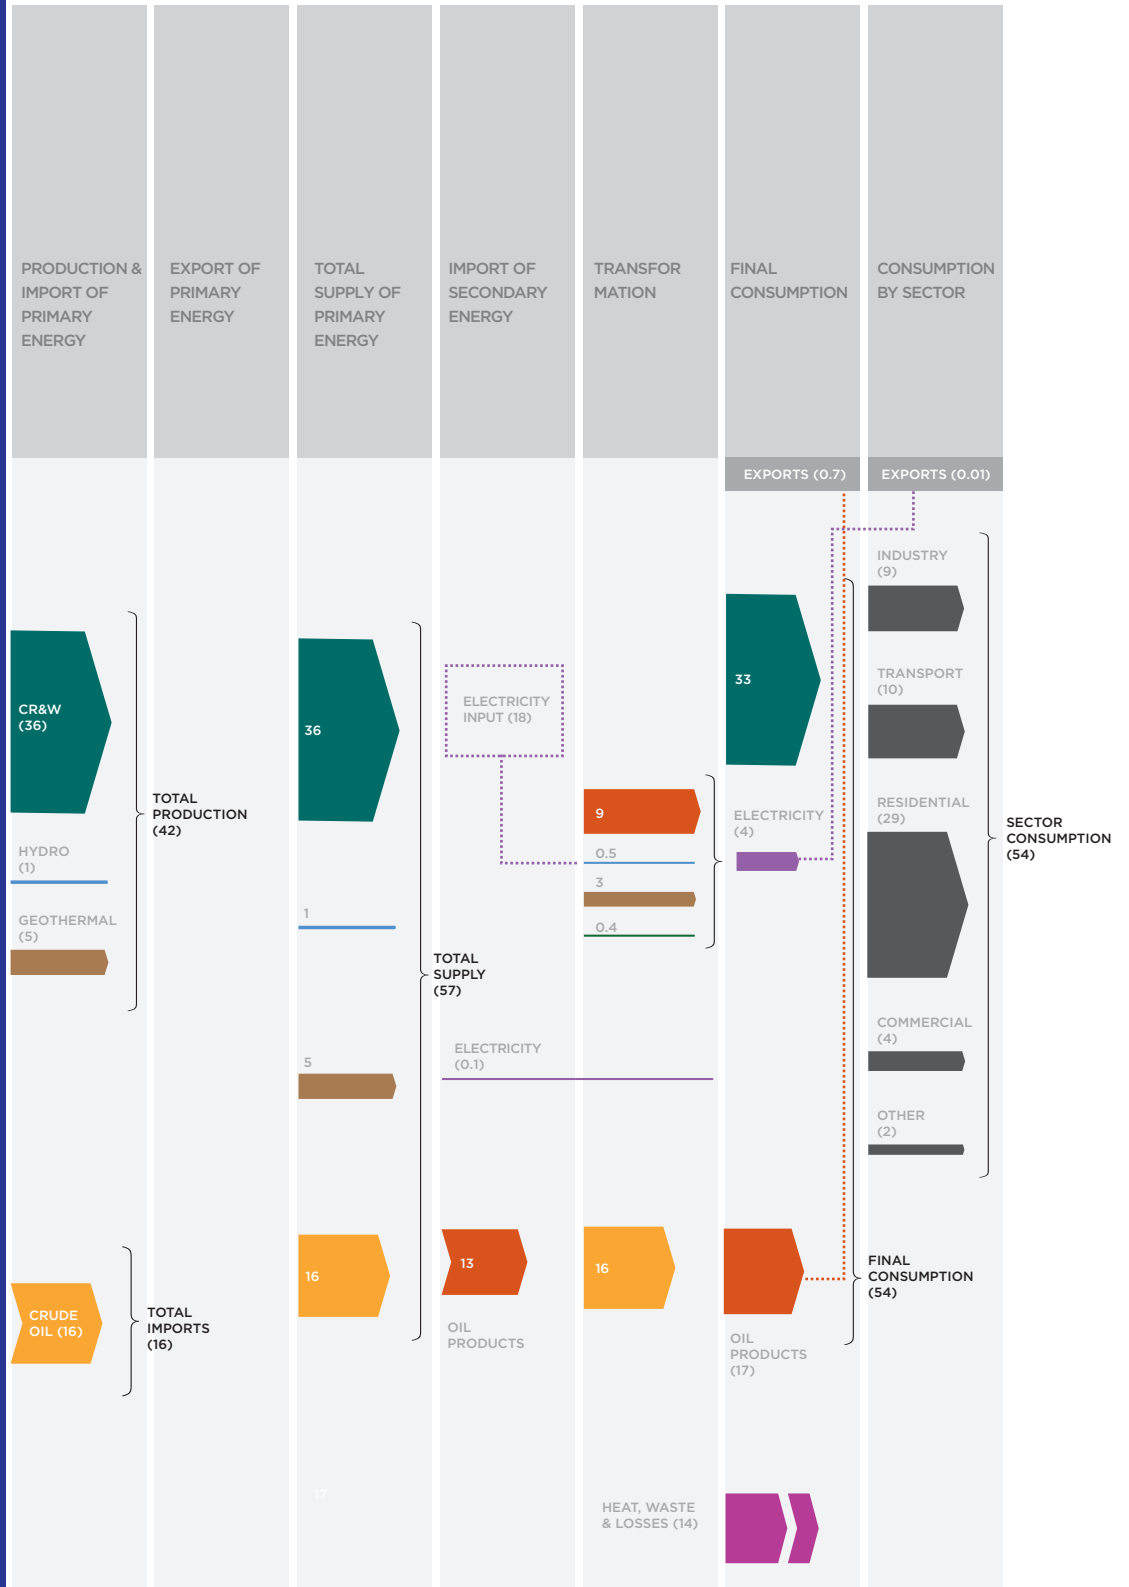 PRODUCTION &
IMPORT OF
PRIMARY
ENERGY
EXPORT OF
PRIMARY
ENERGY
TOTAL
SUPPLY OF
PRIMARY
ENERGY
IMPORT OF
SECONDARY
ENERGY
TRANSFOR
MATION
FINAL
CONSUMPTION
CONSUMPTION
BY SECTOR
EXPORTS (0.7)
EXPORTS (0.01)
CR&W
(36)
HYDRO
(1)
GEOTHERMAL
(5)
TOTAL
PRODUCTION
(42)
CRUDE
OIL (16)
TOTAL
IMPORTS
(16)
36
1
5
16
17
TOTAL
SUPPLY
(57)
ELECTRICITY
INPUT (18)
ELECTRICITY
(0.1)
13
OIL
PRODUCTS
9
0.5
3
0.4
16
HEAT, WASTE
& LOSSES (14)
33
ELECTRICITY
(4)
OIL
PRODUCTS
(17)
FINAL
CONSUMPTION
(54)
INDUSTRY
(9)
TRANSPORT
(10)
RESIDENTIAL
(29)
COMMERCIAL
(4)
OTHER
(2)
SECTOR
CONSUMPTION
(54)